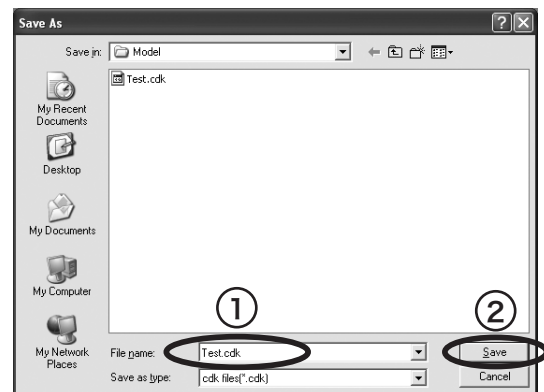 Save As
Save in: Model
Test.cdk
My Recent
Documents
Desktop
My Documents
My Computer
My Network
Places
① ②
File name: Test.cdk Save
Save as type: cdk files(*.cdk) Cancel